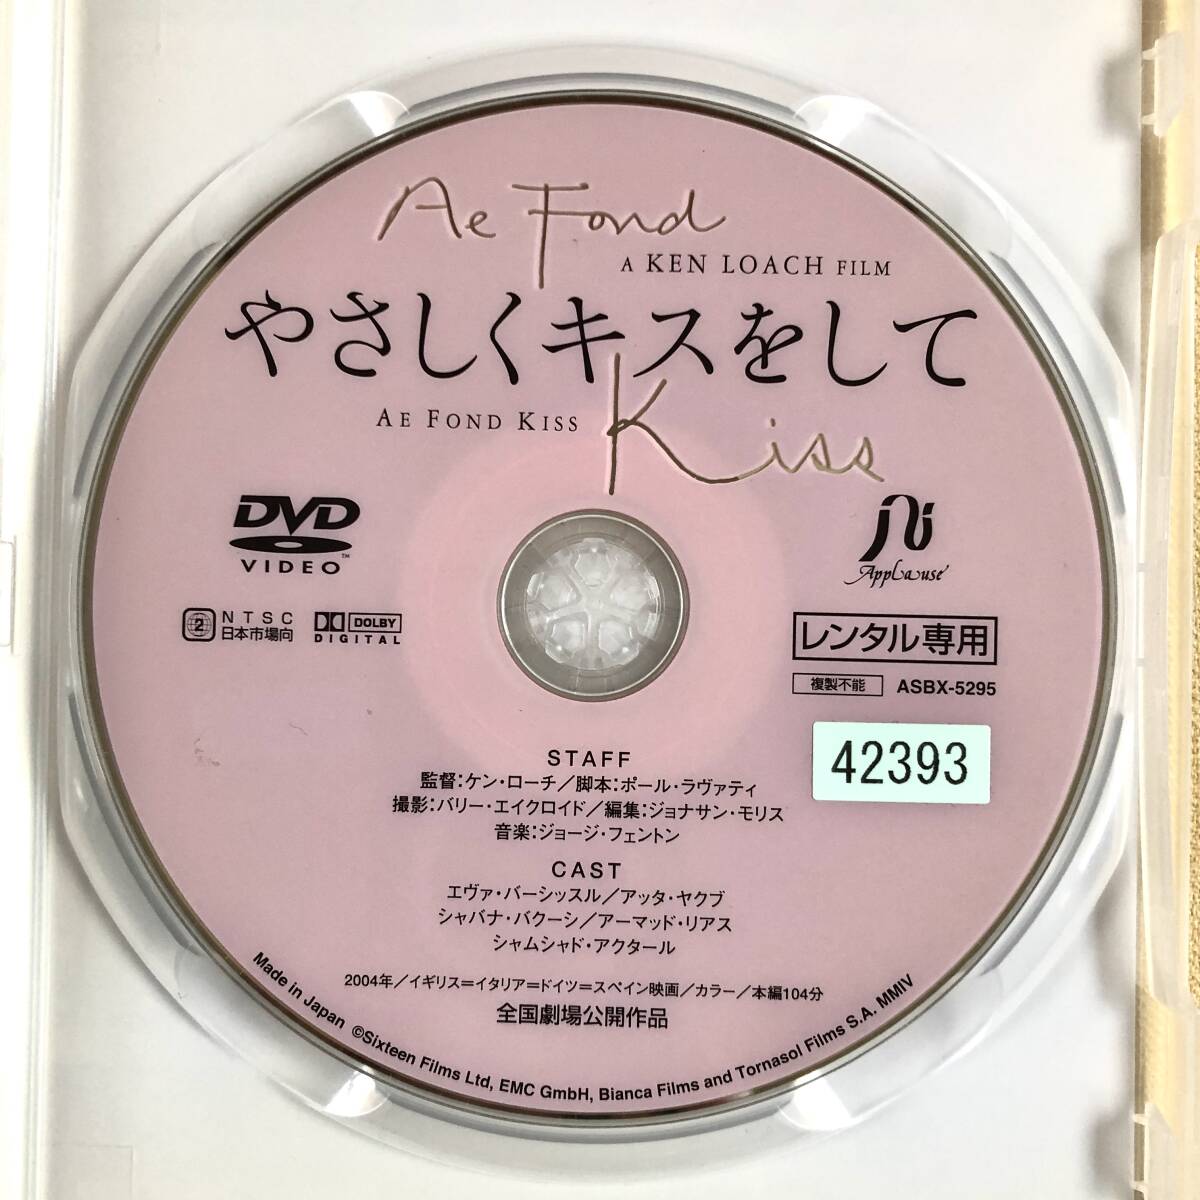 Ae Fond
A KEN LOACH FILM
やさしくキスをして
AE FOND KISS
Kiss
DVD
VIDEO
TM
Applause
2
NTSC
日本市場向
DOLBY
DIGITAL
レンタル専用
複製不能
ASBX-5295
42393
STAFF
監督:ケン・ローチ/脚本:ポール・ラヴァティ
撮影:バリー・エイクロイド/編集:ジョナサン・モリス
音楽:ジョージ・フェントン
CAST
エヴァ・バーシッスル/アッタ・ヤクブ
シャバナ・バクーシ/アーマッド・リアス
シャムシャド・アクタール
2004年/イギリス=イタリア=ドイツ=スペイン映画/カラー/本編104分
全国劇場公開作品
Made in Japan ©Sixteen Films Ltd, EMC GmbH, Bianca Films and Tornasol Films S.A. MMIV